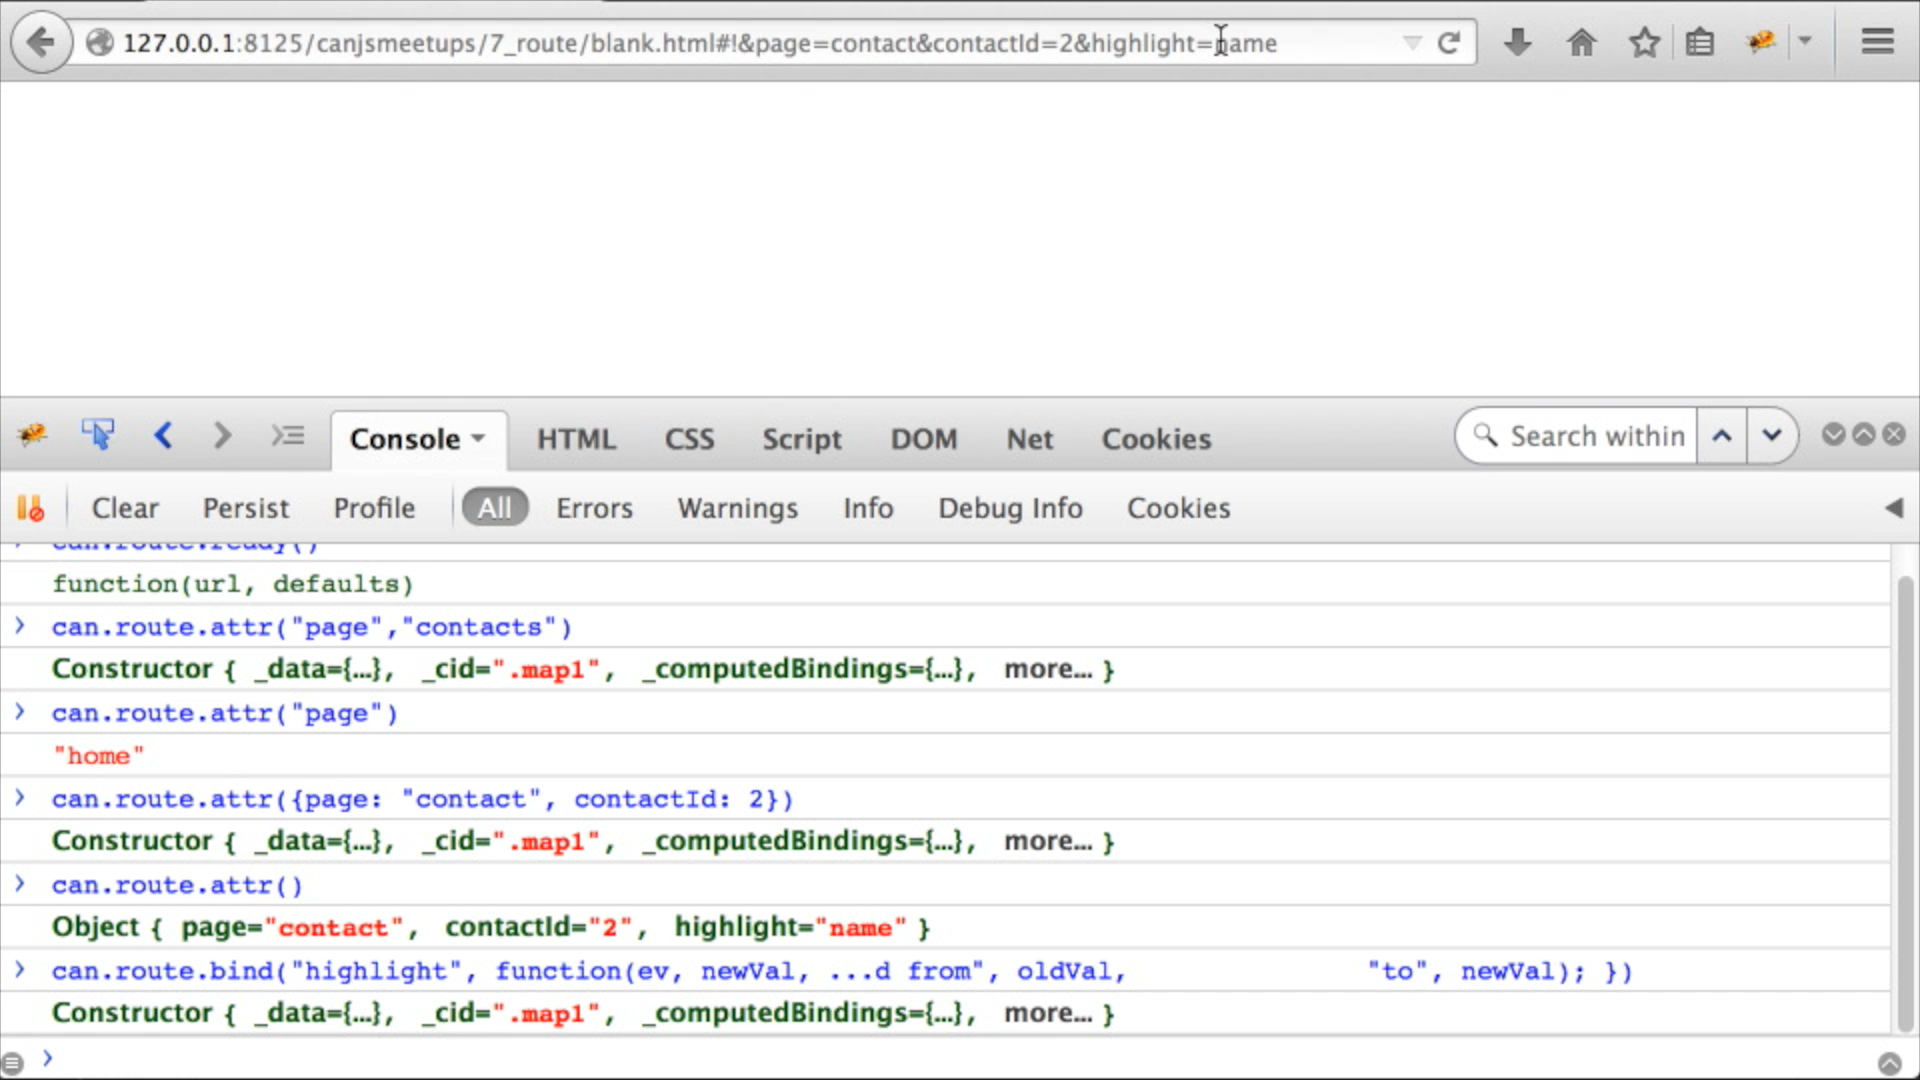 127.0.0.1:8125/canjsmeetups/7_route/blank.html#!&page=contact&contactId=2&highlight=name
Console HTML CSS Script DOM Net Cookies Search within
Clear Persist Profile All Errors Warnings Info Debug Info Cookies
can.route.ready()
function(url, defaults)
can.route.attr("page","contacts")
Constructor { _data={...}, _cid=".map1", _computedBindings={...}, more... }
can.route.attr("page")
"home"
can.route.attr({page: "contact", contactId: 2})
Constructor { _data={...}, _cid=".map1", _computedBindings={...}, more... }
can.route.attr()
Object { page="contact", contactId="2", highlight="name" }
can.route.bind("highlight", function(ev, newVal, ...d from", oldVal, "to", newVal); })
Constructor { _data={...}, _cid=".map1", _computedBindings={...}, more... }